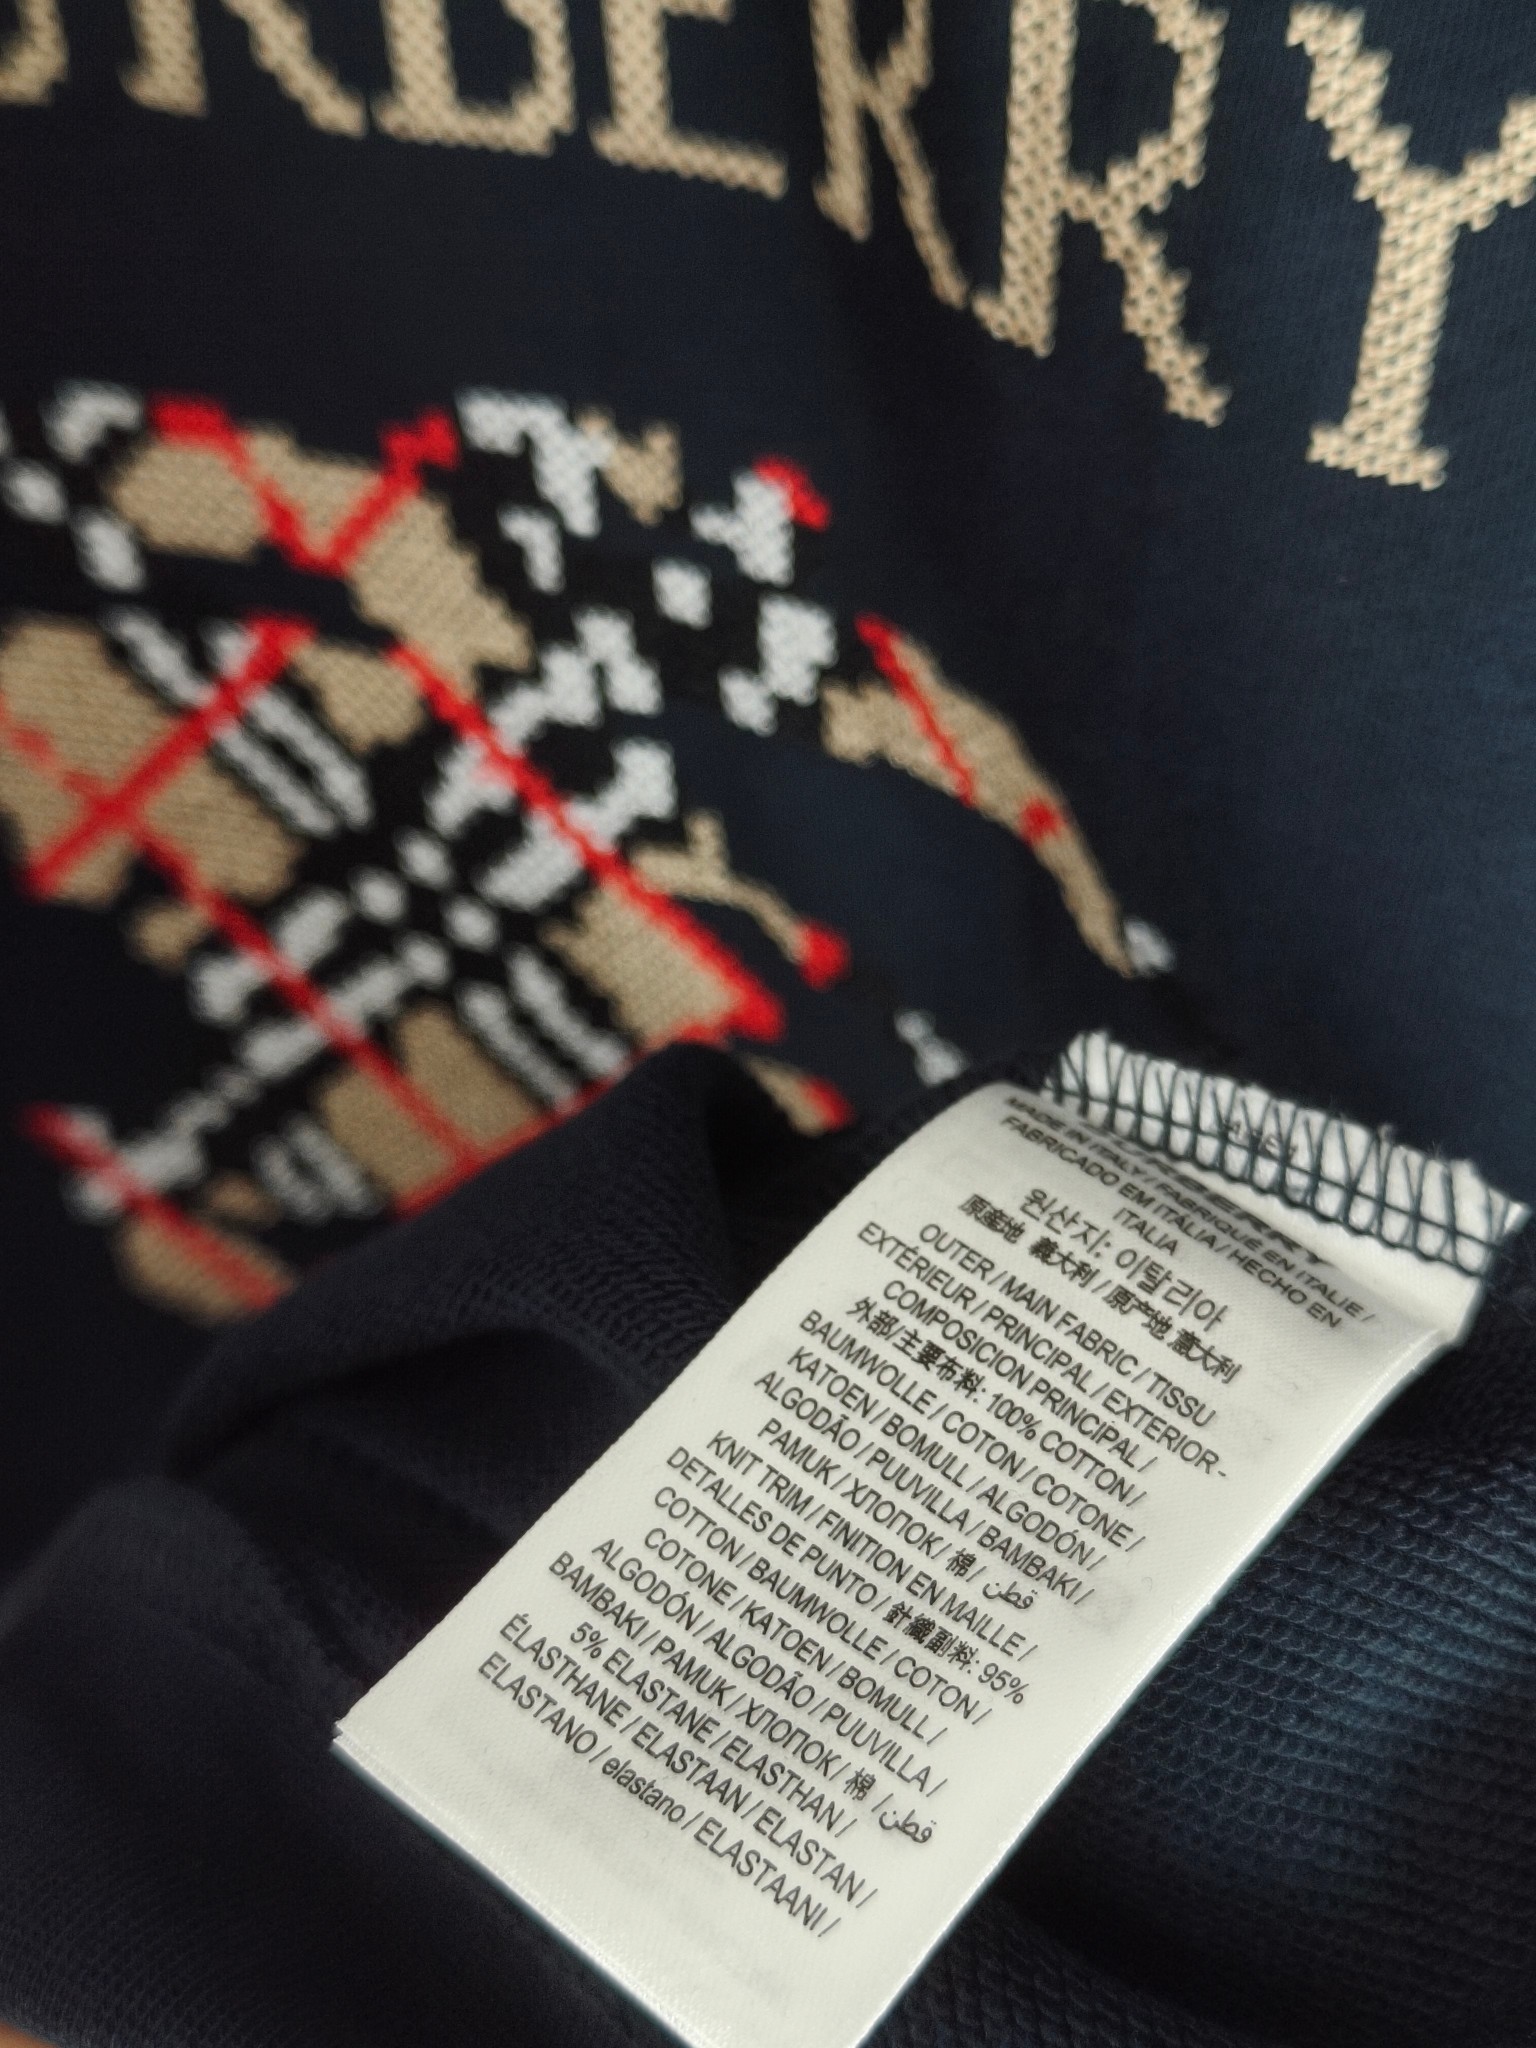 URBERRY
MADE IN ITALY / FABRIQUÉ EN ITALIE /
FABRICADO EM ITÁLIA / HECHO EN
ITALIA
원산지: 이탈리아
原産地 義大利 / 原产地 意大利
OUTER / MAIN FABRIC / TISSU
EXTÉRIEUR / PRINCIPAL / EXTERIOR -
COMPOSICION PRINCIPAL /
外部/主要布料: 100% COTTON /
BAUMWOLLE / COTON / COTONE /
KATOEN / BOMULL / ALGODÓN /
ALGODÃO / PUUVILLA / BAMBAKI /
PAMUK / ХЛОПОК / 棉 / قطن
KNIT TRIM / FINITION EN MAILLE /
DETALLES DE PUNTO / 針織副料: 95%
COTTON / BAUMWOLLE / COTON /
COTONE / KATOEN / BOMULL /
ALGODÓN / ALGODÃO / PUUVILLA /
BAMBAKI / PAMUK / ХЛОПОК / 棉 / قطن
5% ELASTANE / ELASTHAN /
ÉLASTHANE / ELASTAAN / ELASTAN /
ELASTANO / elastano / ELASTAANI /